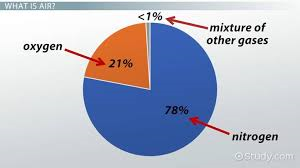 WHAT IS AIR?
<1%
oxygen
mixture of
other gases
21%
78%
nitrogen
Study.com